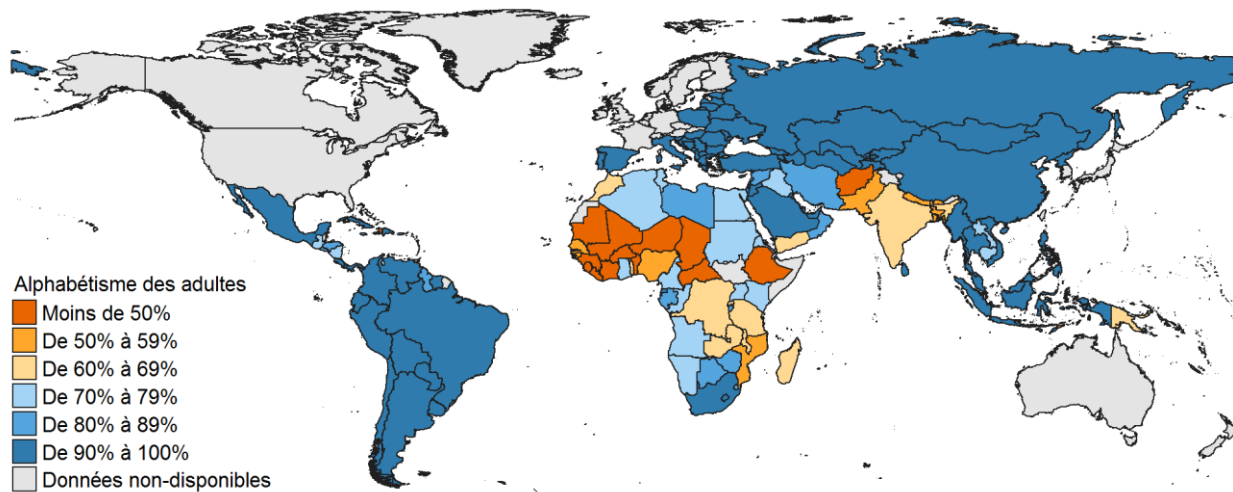 Alphabétisme des adultes
Moins de 50%
De 50% à 59%
De 60% à 69%
De 70% à 79%
De 80% à 89%
De 90% à 100%
Données non-disponibles